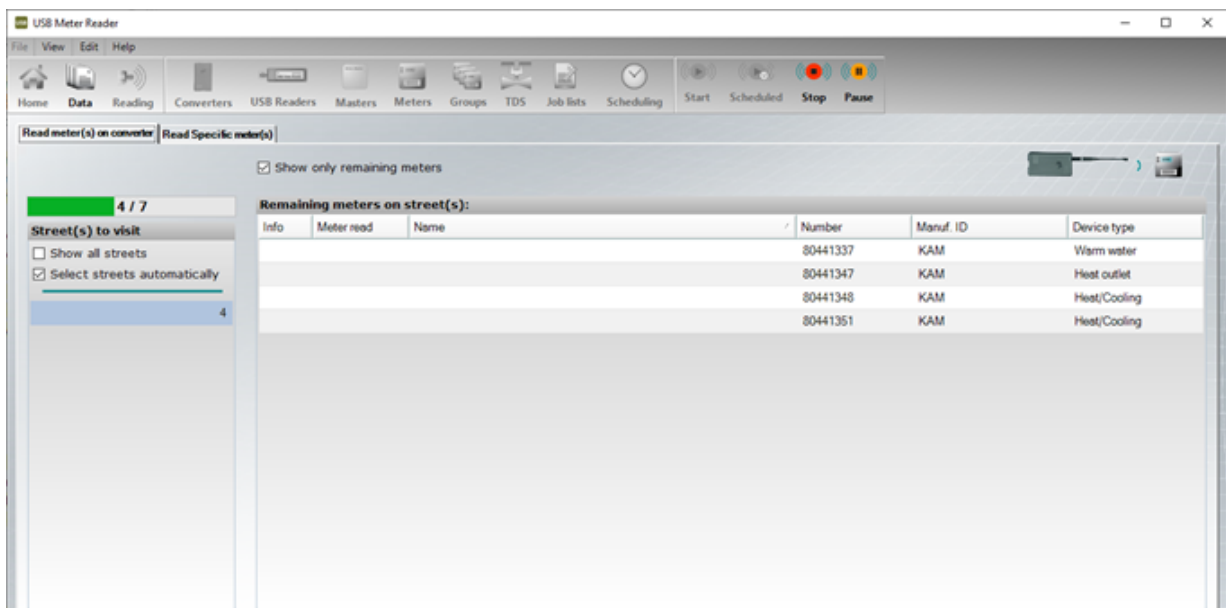 USB Meter Reader
File View Edit Help
Home Data Reading Converters USB Readers Masters Meters Groups TDS Job lists Scheduling Start Scheduled Stop Pause
Read meter(s) on converter Read Specific meter(s)
Show only remaining meters
4 / 7
Remaining meters on street(s):
Street(s) to visit
Info Meter read Name Number Manuf. ID Device type
Show all streets
80441337 KAM Warm water
Select streets automatically
80441347 KAM Heat outlet
80441348 KAM Heat/Cooling
4
80441351 KAM Heat/Cooling